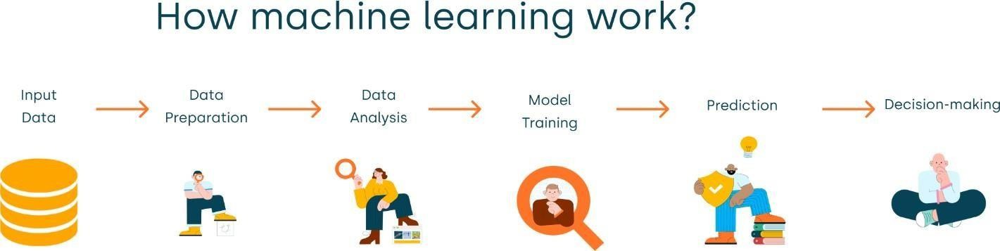 How machine learning work?
Input
Data
Data
Preparation
Data
Analysis
Model
Training
Prediction
Decision-making